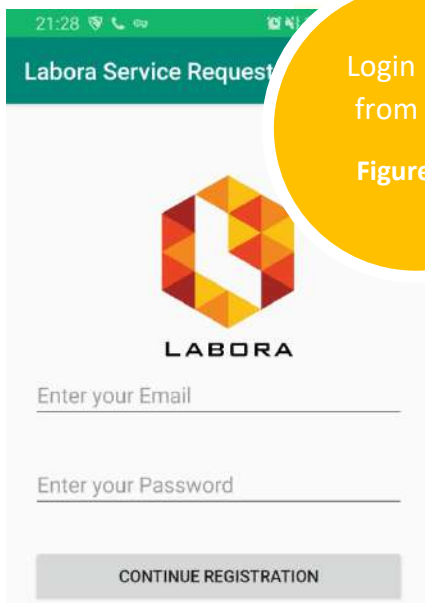 21:28
Labora Service Request
Login
from
Figure
LABORA
Enter your Email
Enter your Password
CONTINUE REGISTRATION